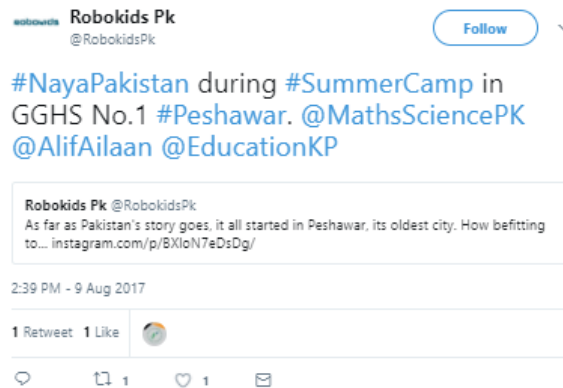 robokids
Robokids Pk
@RobokidsPk
Follow
#NayaPakistan during #SummerCamp in
GGHS No.1 #Peshawar. @MathsSciencePK
@AlifAilaan @EducationKP
Robokids Pk @RobokidsPk
As far as Pakistan's story goes, it all started in Peshawar, its oldest city. How befitting
to... instagram.com/p/BXIoN7eDsDg/
2:39 PM - 9 Aug 2017
1 Retweet 1 Like
1 1